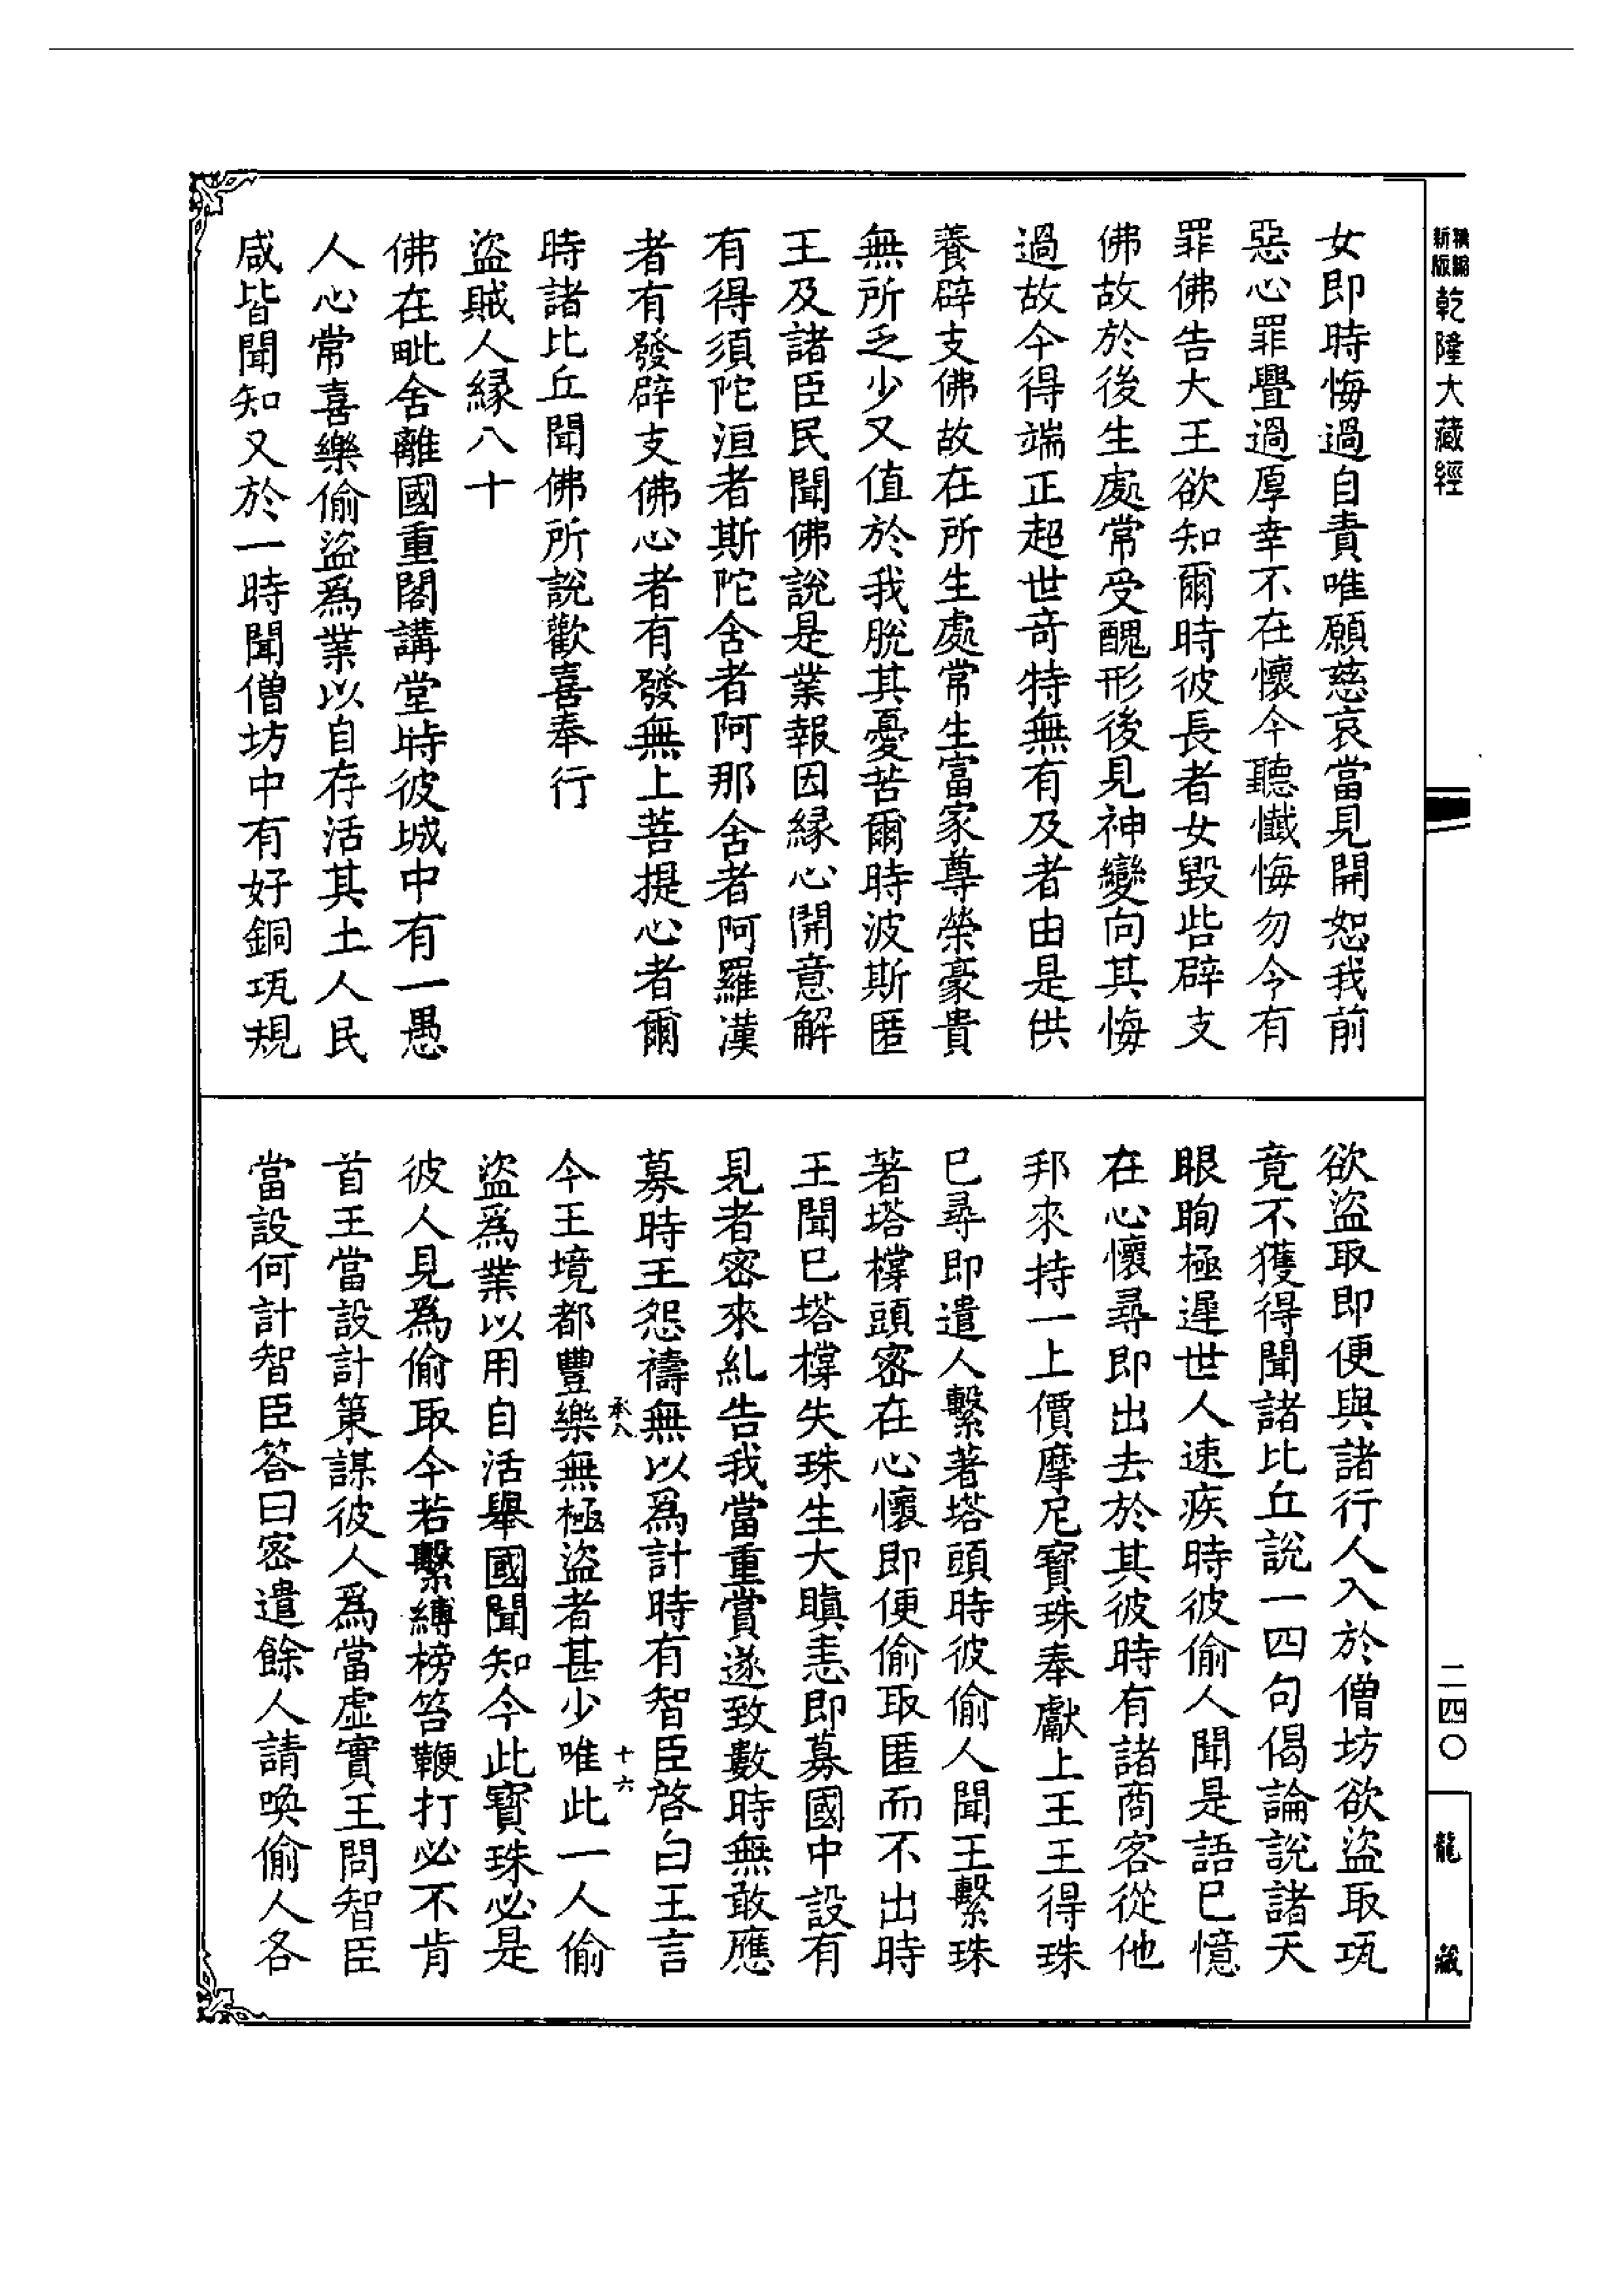 新編縮版乾隆大藏經
女即時悔過自責唯願慈哀當見開恕我前
惡心罪舋過厚幸不在懷今聽懺悔勿今有
罪佛告大王欲知爾時彼長者女毀呰辟支
佛故於後生處常受醜形後見神變向其悔
過故今得端正超世竒特無有及者由是供
養辟支佛故在所生處常生富家尊榮豪貴
無所乏少又值於我脫其憂苦爾時波斯匿
王及諸臣民聞佛說是業報因緣心開意解
有得須陀洹者斯陀含者阿那含者阿羅漢
者有發辟支佛心者有發無上菩提心者爾
時諸比丘聞佛所說歡喜奉行
盜賊人緣八十
佛在毗舍離國重閣講堂時彼城中有一愚
人心常喜樂偷盜爲業以自存活其土人民
咸皆聞知又於一時聞僧坊中有好銅瓨規
欲盜取即便與諸行人入於僧坊欲盜取瓨
竟不獲得聞諸比丘說一四句偈論說諸天
眼眴極遲世人速疾時彼偷人聞是語巳憶
在心懷尋即出去於其彼時有諸商客從他
邦來持一上價摩尼寶珠奉獻上王王得珠
巳尋即遣人繫著塔頭時彼偷人聞王繫珠
著塔橖頭密在心懷即便偷取匿而不出時
王聞巳塔橖失珠生大瞋恚即募國中設有
見者密來糺告我當重賞遂致數時無敢應
募時王怨禱無以爲計時有智臣啓白王言
承八 十六
今王境都豐樂無極盜者甚少唯此一人偷
盜爲業以用自活舉國聞知今此寶珠必是
彼人見爲偷取今若繫縛榜笞鞭打必不肯
首王當設計策謀彼人爲當虛實王問智臣
當設何計智臣答曰密遣餘人請喚偷人各
二四〇
龍藏